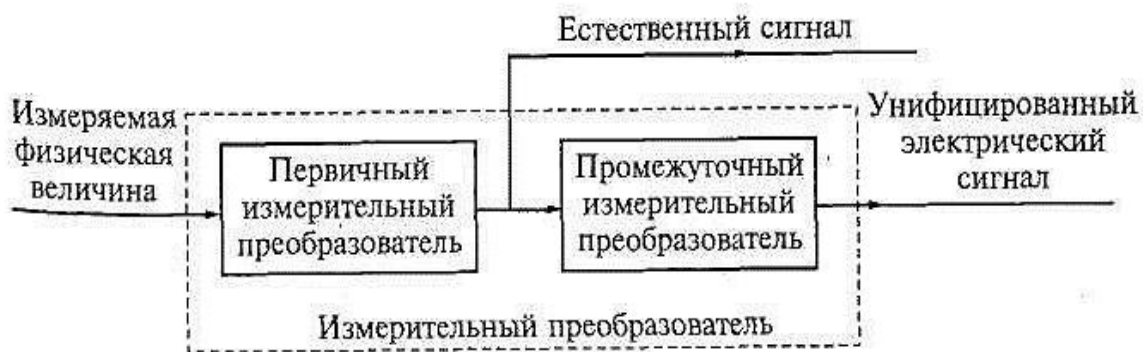 Естественный сигнал
Измеряемая
физическая
величина
Первичный
измерительный
преобразователь
Промежуточный
измерительный
преобразователь
Унифицированный
электрический
сигнал
Измерительный преобразователь